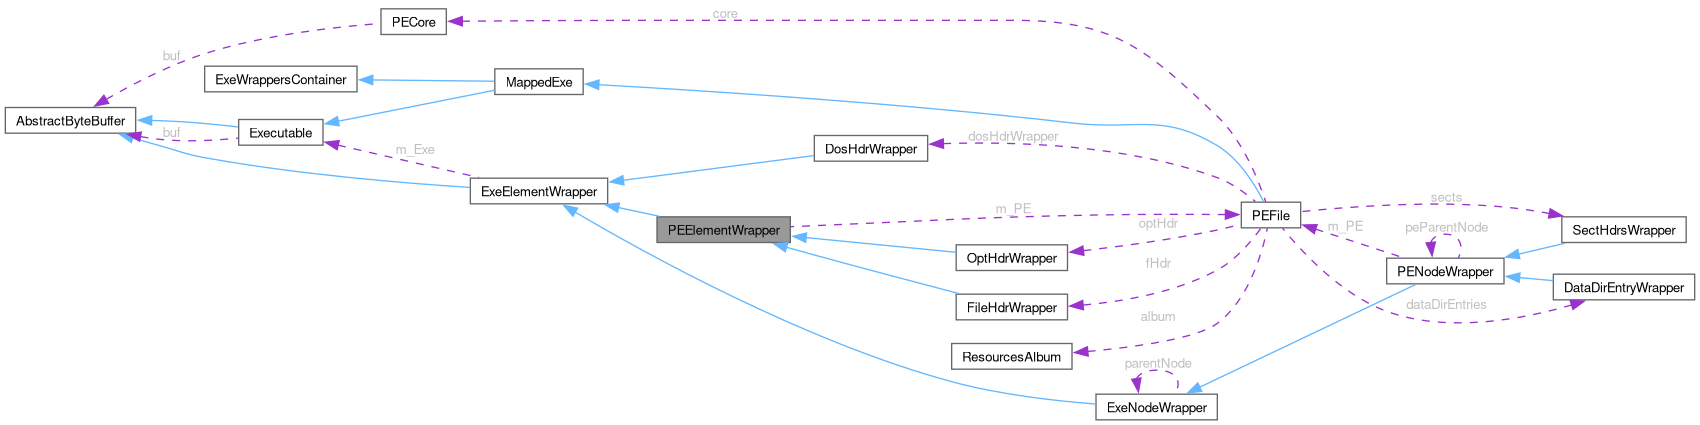 core
PECore
buf
ExeWrappersContainer
MappedExe
AbstractByteBuffer
buf
Executable
m_Exe
dosHdrWrapper
DosHdrWrapper
ExeElementWrapper
sects
m_PE
PEFile
PEElementWrapper
optHdr
m_PE
peParentNode
SectHdrsWrapper
OptHdrWrapper
fHdr
PENodeWrapper
DataDirEntryWrapper
FileHdrWrapper
dataDirEntries
album
ResourcesAlbum
parentNode
ExeNodeWrapper